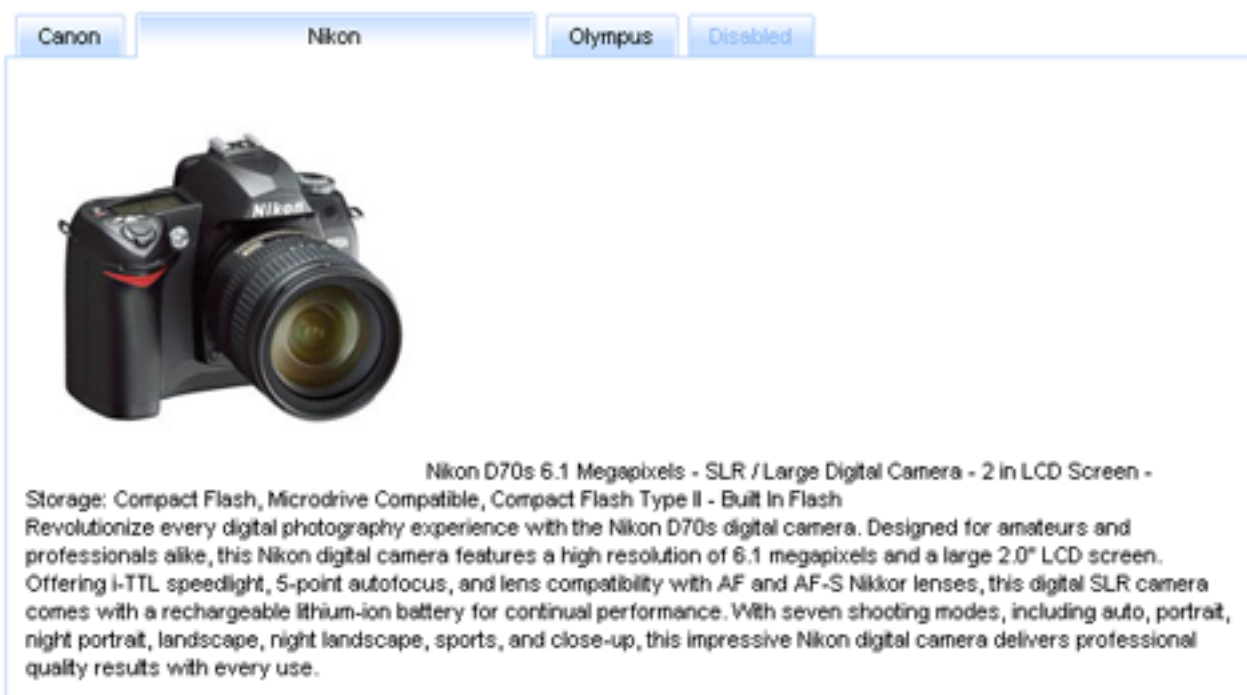 Canon Nikon Olympus Disabled
Nikon
Nikon D70s 6.1 Megapixels - SLR / Large Digital Camera - 2 in LCD Screen -
Storage: Compact Flash, Microdrive Compatible, Compact Flash Type II - Built In Flash
Revolutionize every digital photography experience with the Nikon D70s digital camera. Designed for amateurs and
professionals alike, this Nikon digital camera features a high resolution of 6.1 megapixels and a large 2.0" LCD screen.
Offering i-TTL speedlight, 5-point autofocus, and lens compatibility with AF and AF-S Nikkor lenses, this digital SLR camera
comes with a rechargeable lithium-ion battery for continual performance. With seven shooting modes, including auto, portrait,
night portrait, landscape, night landscape, sports, and close-up, this impressive Nikon digital camera delivers professional
quality results with every use.